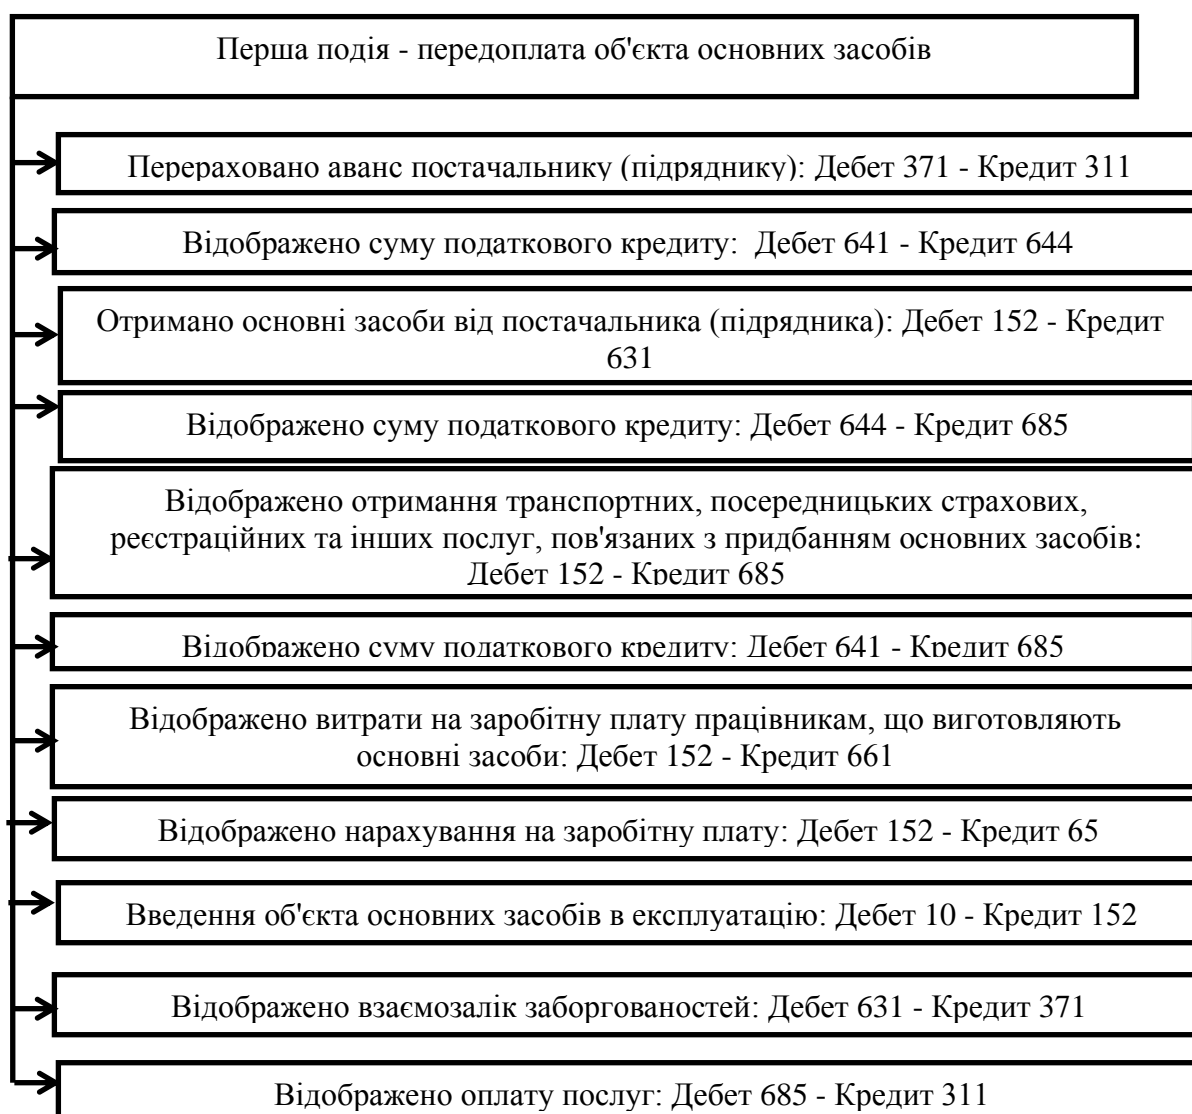 Перша подія - передоплата об'єкта основних засобів
Перераховано аванс постачальнику (підряднику): Дебет 371 - Кредит 311
Відображено суму податкового кредиту: Дебет 641 - Кредит 644
Отримано основні засоби від постачальника (підрядника): Дебет 152 - Кредит
631
Відображено суму податкового кредиту: Дебет 644 - Кредит 685
Відображено отримання транспортних, посередницьких страхових,
реєстраційних та інших послуг, пов'язаних з придбанням основних засобів:
Дебет 152 - Кредит 685
Відображено суму податкового кредиту: Дебет 641 - Кредит 685
Відображено витрати на заробітну плату працівникам, що виготовляють
основні засоби: Дебет 152 - Кредит 661
Відображено нарахування на заробітну плату: Дебет 152 - Кредит 65
Введення об'єкта основних засобів в експлуатацію: Дебет 10 - Кредит 152
Відображено взаємозалік заборгованостей: Дебет 631 - Кредит 371
Відображено оплату послуг: Дебет 685 - Кредит 311